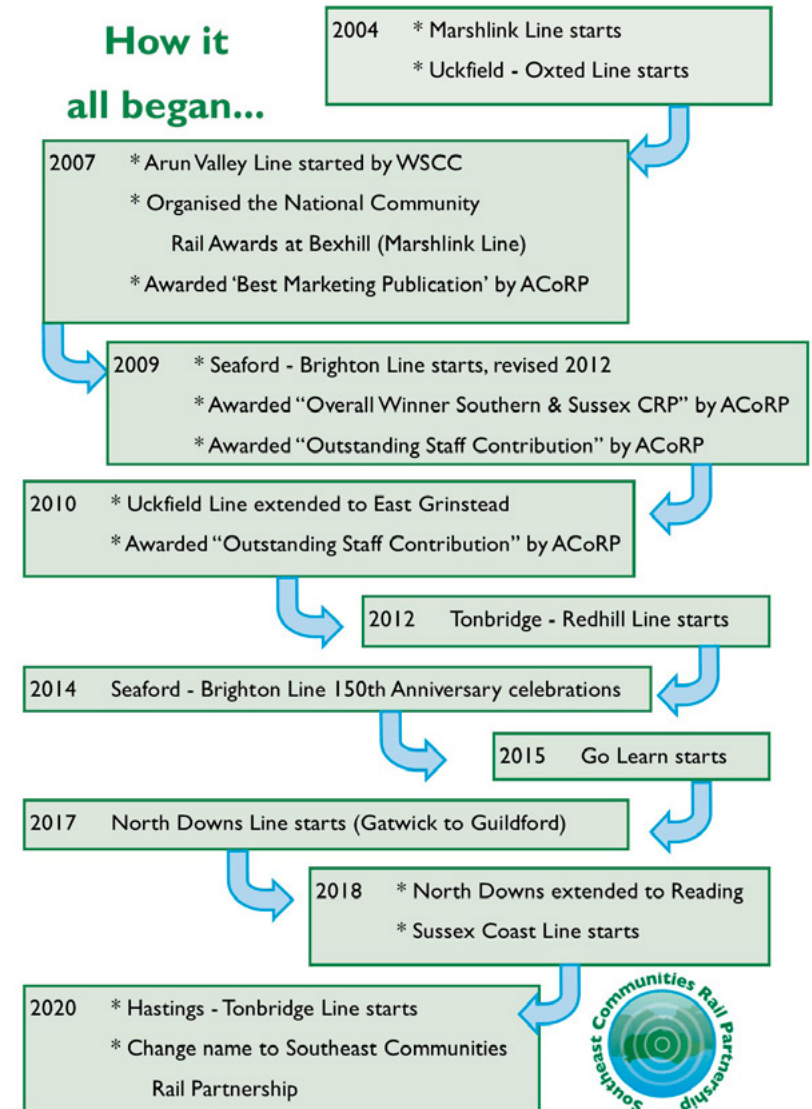 How it
all began...
2004 * Marshlink Line starts
* Uckfield - Oxted Line starts
2007 * Arun Valley Line started by WSCC
* Organised the National Community
Rail Awards at Bexhill (Marshlink Line)
* Awarded ‘Best Marketing Publication’ by ACoRP
2009 * Seaford - Brighton Line starts, revised 2012
* Awarded “Overall Winner Southern & Sussex CRP” by ACoRP
* Awarded “Outstanding Staff Contribution” by ACoRP
2010 * Uckfield Line extended to East Grinstead
* Awarded “Outstanding Staff Contribution” by ACoRP
2012 Tonbridge - Redhill Line starts
2014 Seaford - Brighton Line 150th Anniversary celebrations
2015 Go Learn starts
2017 North Downs Line starts (Gatwick to Guildford)
2018 * North Downs extended to Reading
* Sussex Coast Line starts
2020 * Hastings - Tonbridge Line starts
* Change name to Southeast Communities
Rail Partnership
Southeast Communities Rail Partnership